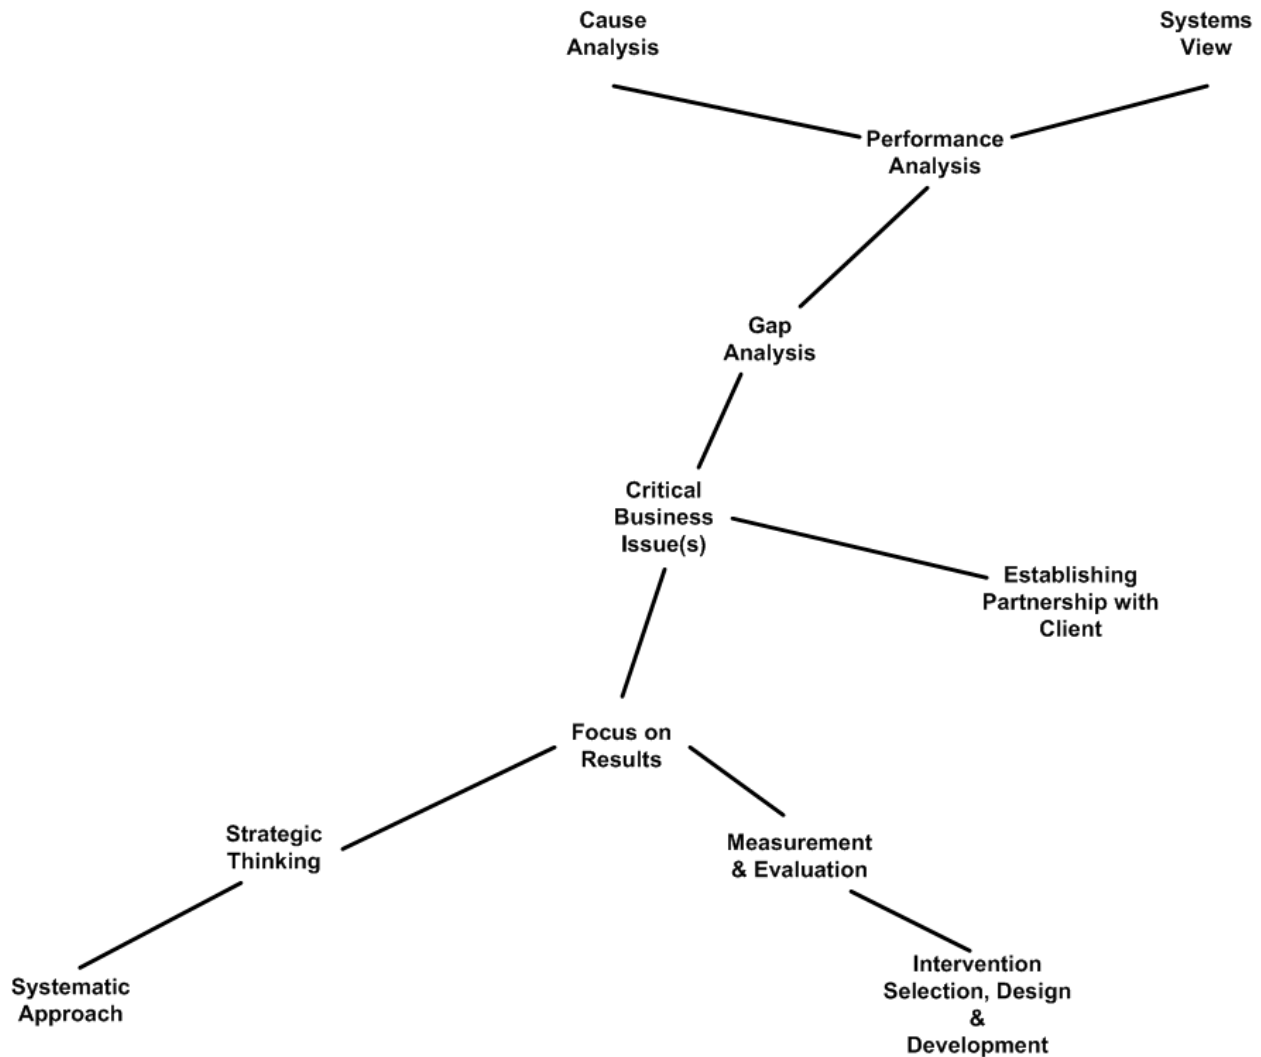 Cause
Analysis
Systems
View
Performance
Analysis
Gap
Analysis
Critical
Business
Issue(s)
Establishing
Partnership with
Client
Focus on
Results
Strategic
Thinking
Measurement
& Evaluation
Systematic
Approach
Intervention
Selection, Design
&
Development